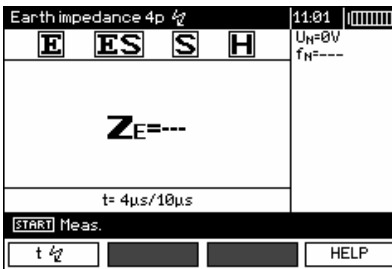 Earth impedance 4p 11:01
E ES S H
UN=0V
fN=---
ZE=---
t= 4µs/10µs
START Meas.
t HELP